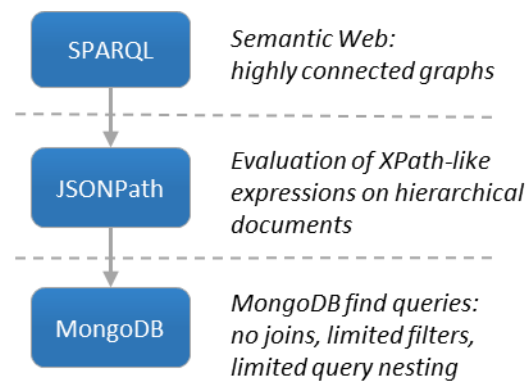 SPARQL
Semantic Web:
highly connected graphs
JSONPath
Evaluation of XPath-like
expressions on hierarchical
documents
MongoDB
MongoDB find queries:
no joins, limited filters,
limited query nesting